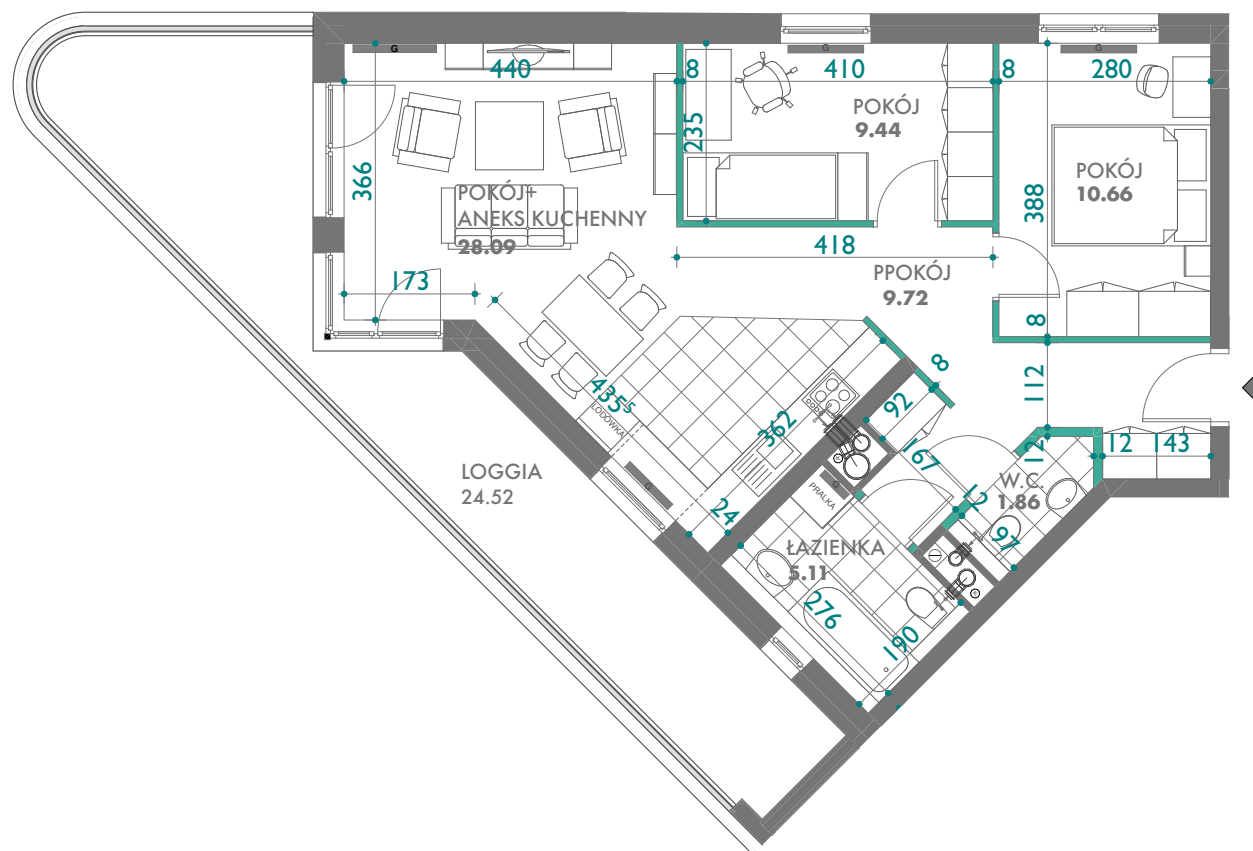 G
G
G
440
8
410
8
280
POKÓJ
9.44
235
POKÓJ
10.66
366
388
POKÓJ+
ANEKS KUCHENNY
28.09
418
PPOKÓJ
9.72
173
8
8
112
92
435⁵
LODÓWKA
362
167
12
12
143
LOGGIA
24.52
G
G
PRALKA
W.C.
1.86
12
24
97
ŁAZIENKA
5.11
276
190